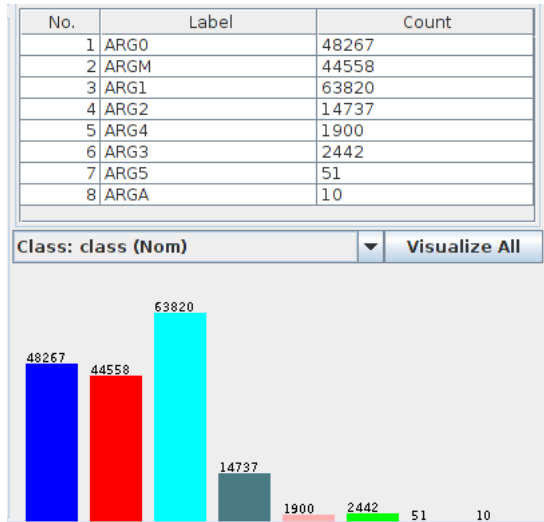 No. Label Count
1 ARG0 48267
2 ARGM 44558
3 ARG1 63820
4 ARG2 14737
5 ARG4 1900
6 ARG3 2442
7 ARG5 51
8 ARGA 10
Class: class (Nom) Visualize All
63820
48267
44558
14737
1900 2442 51 10